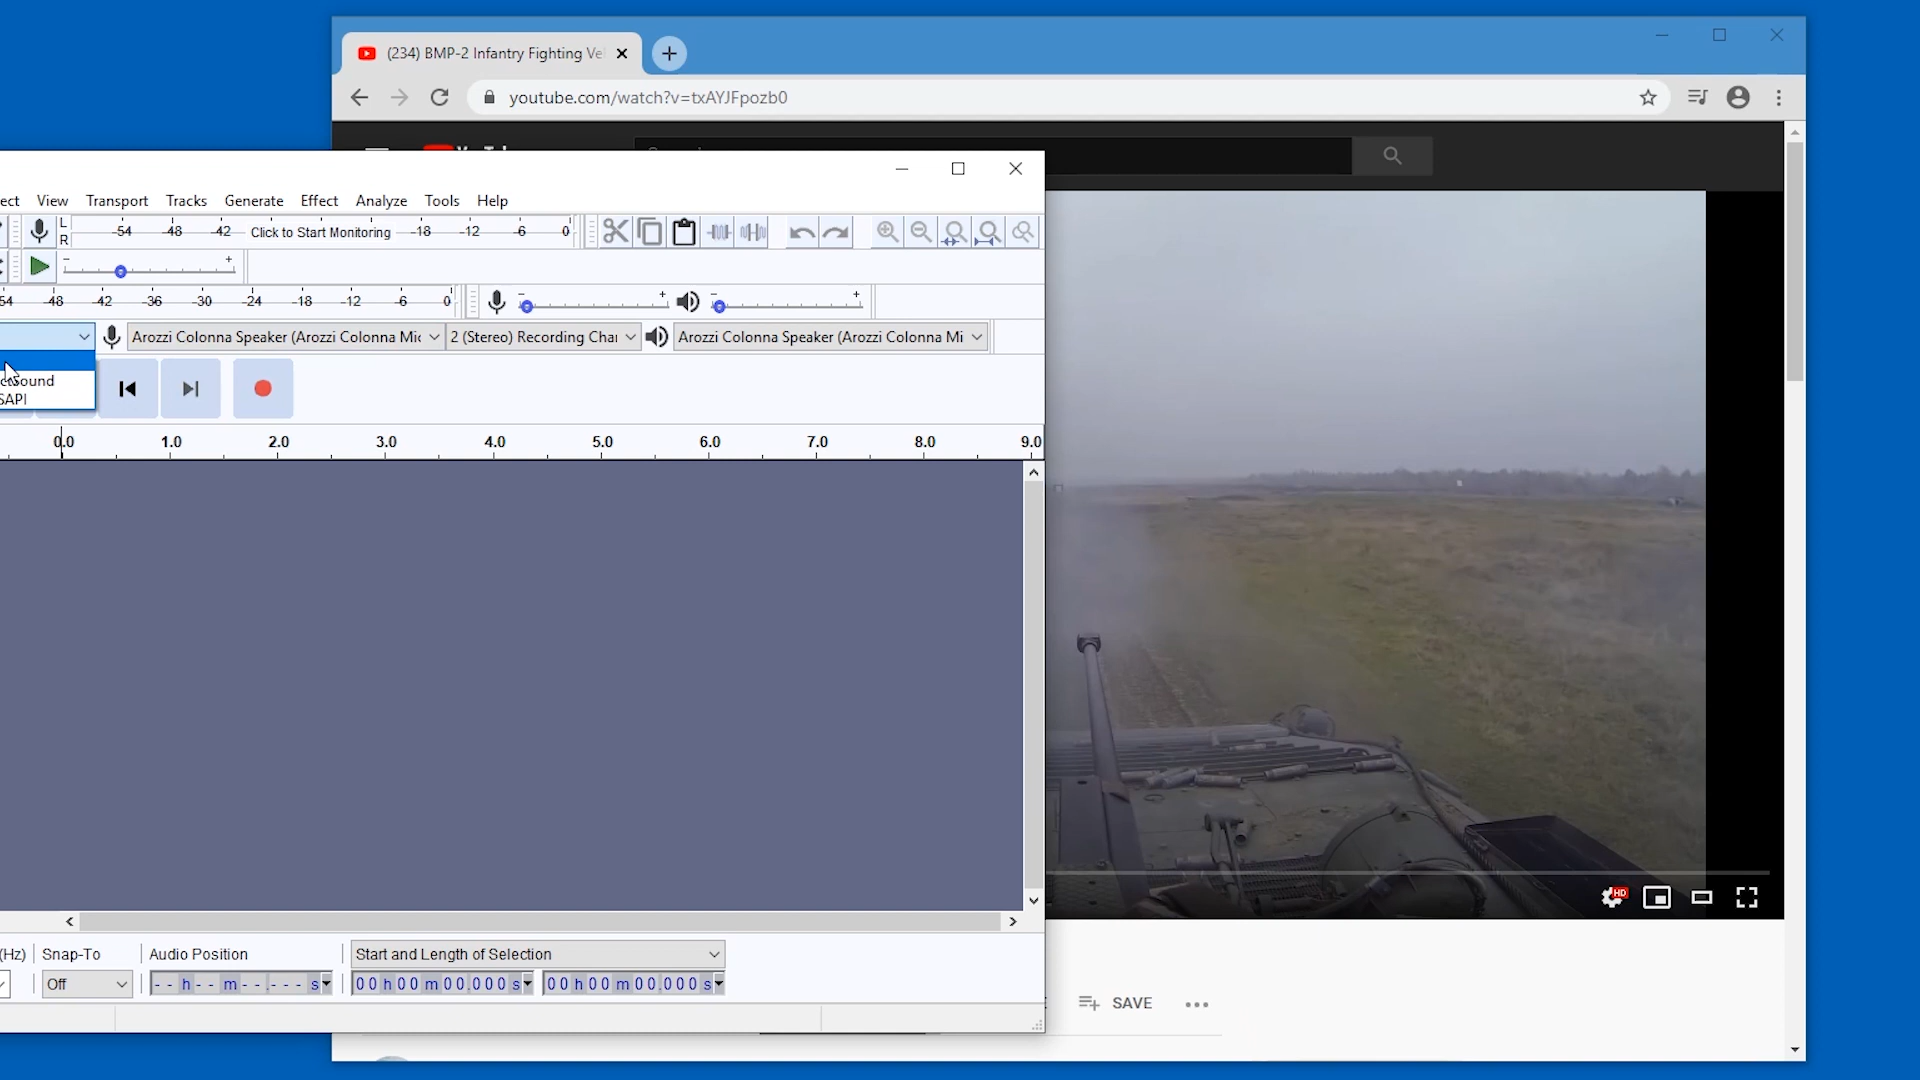 (234) BMP-2 Infantry Fighting Ve
youtube.com/watch?v=txAYJFpozb0
ect View Transport Tracks Generate Effect Analyze Tools Help
L
R
-54 -48 -42 Click to Start Monitoring -18 -12 -6 0
- +
54 -48 -42 -36 -30 -24 -18 -12 -6 0 - + - +
Arozzi Colonna Speaker (Arozzi Colonna Mic 2 (Stereo) Recording Chai Arozzi Colonna Speaker (Arozzi Colonna Mi
ctSound
SAPI
0.0 1.0 2.0 3.0 4.0 5.0 6.0 7.0 8.0 9.0
HD
(Hz) Snap-To Audio Position Start and Length of Selection
Off -- h -- m --.--- s 00 h 00 m 00.000 s 00 h 00 m 00.000 s
SAVE